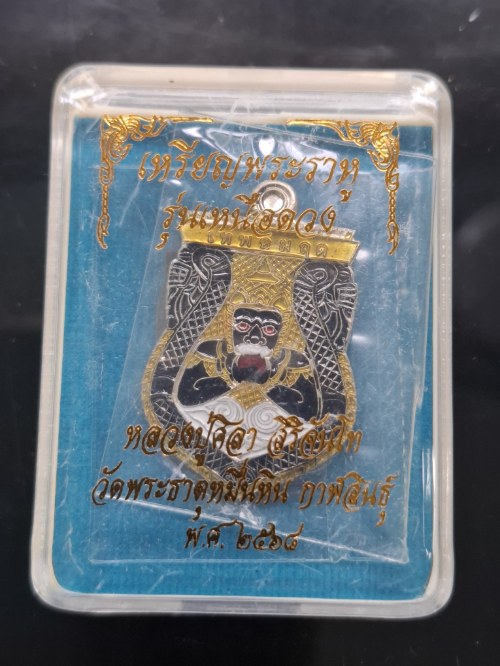 เหรียญพระราหู
รุ่นเหนือดวง
หลวงปู่ศิลา สิริจันโท
วัดพระธาตุหมื่นหิน กาฬสินธุ์
พ.ศ. ๒๕๖๘